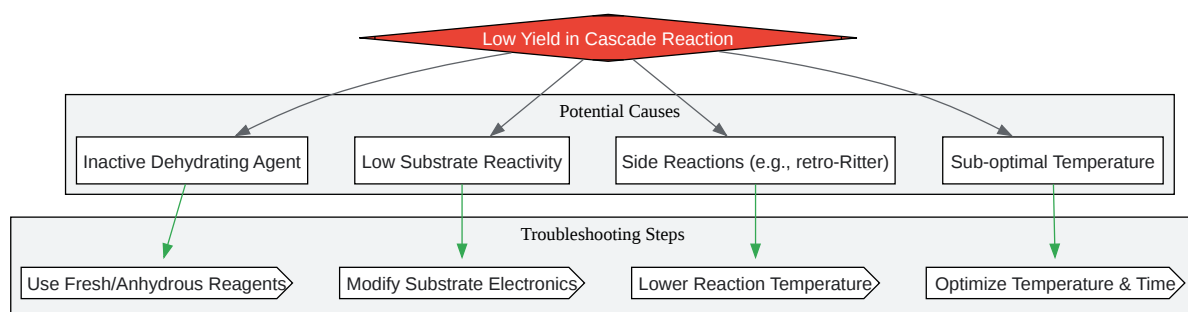 Low Yield in Cascade Reaction
Potential Causes
Inactive Dehydrating Agent
Low Substrate Reactivity
Side Reactions (e.g., retro-Ritter)
Sub-optimal Temperature
Troubleshooting Steps
Use Fresh/Anhydrous Reagents
Modify Substrate Electronics
Lower Reaction Temperature
Optimize Temperature & Time